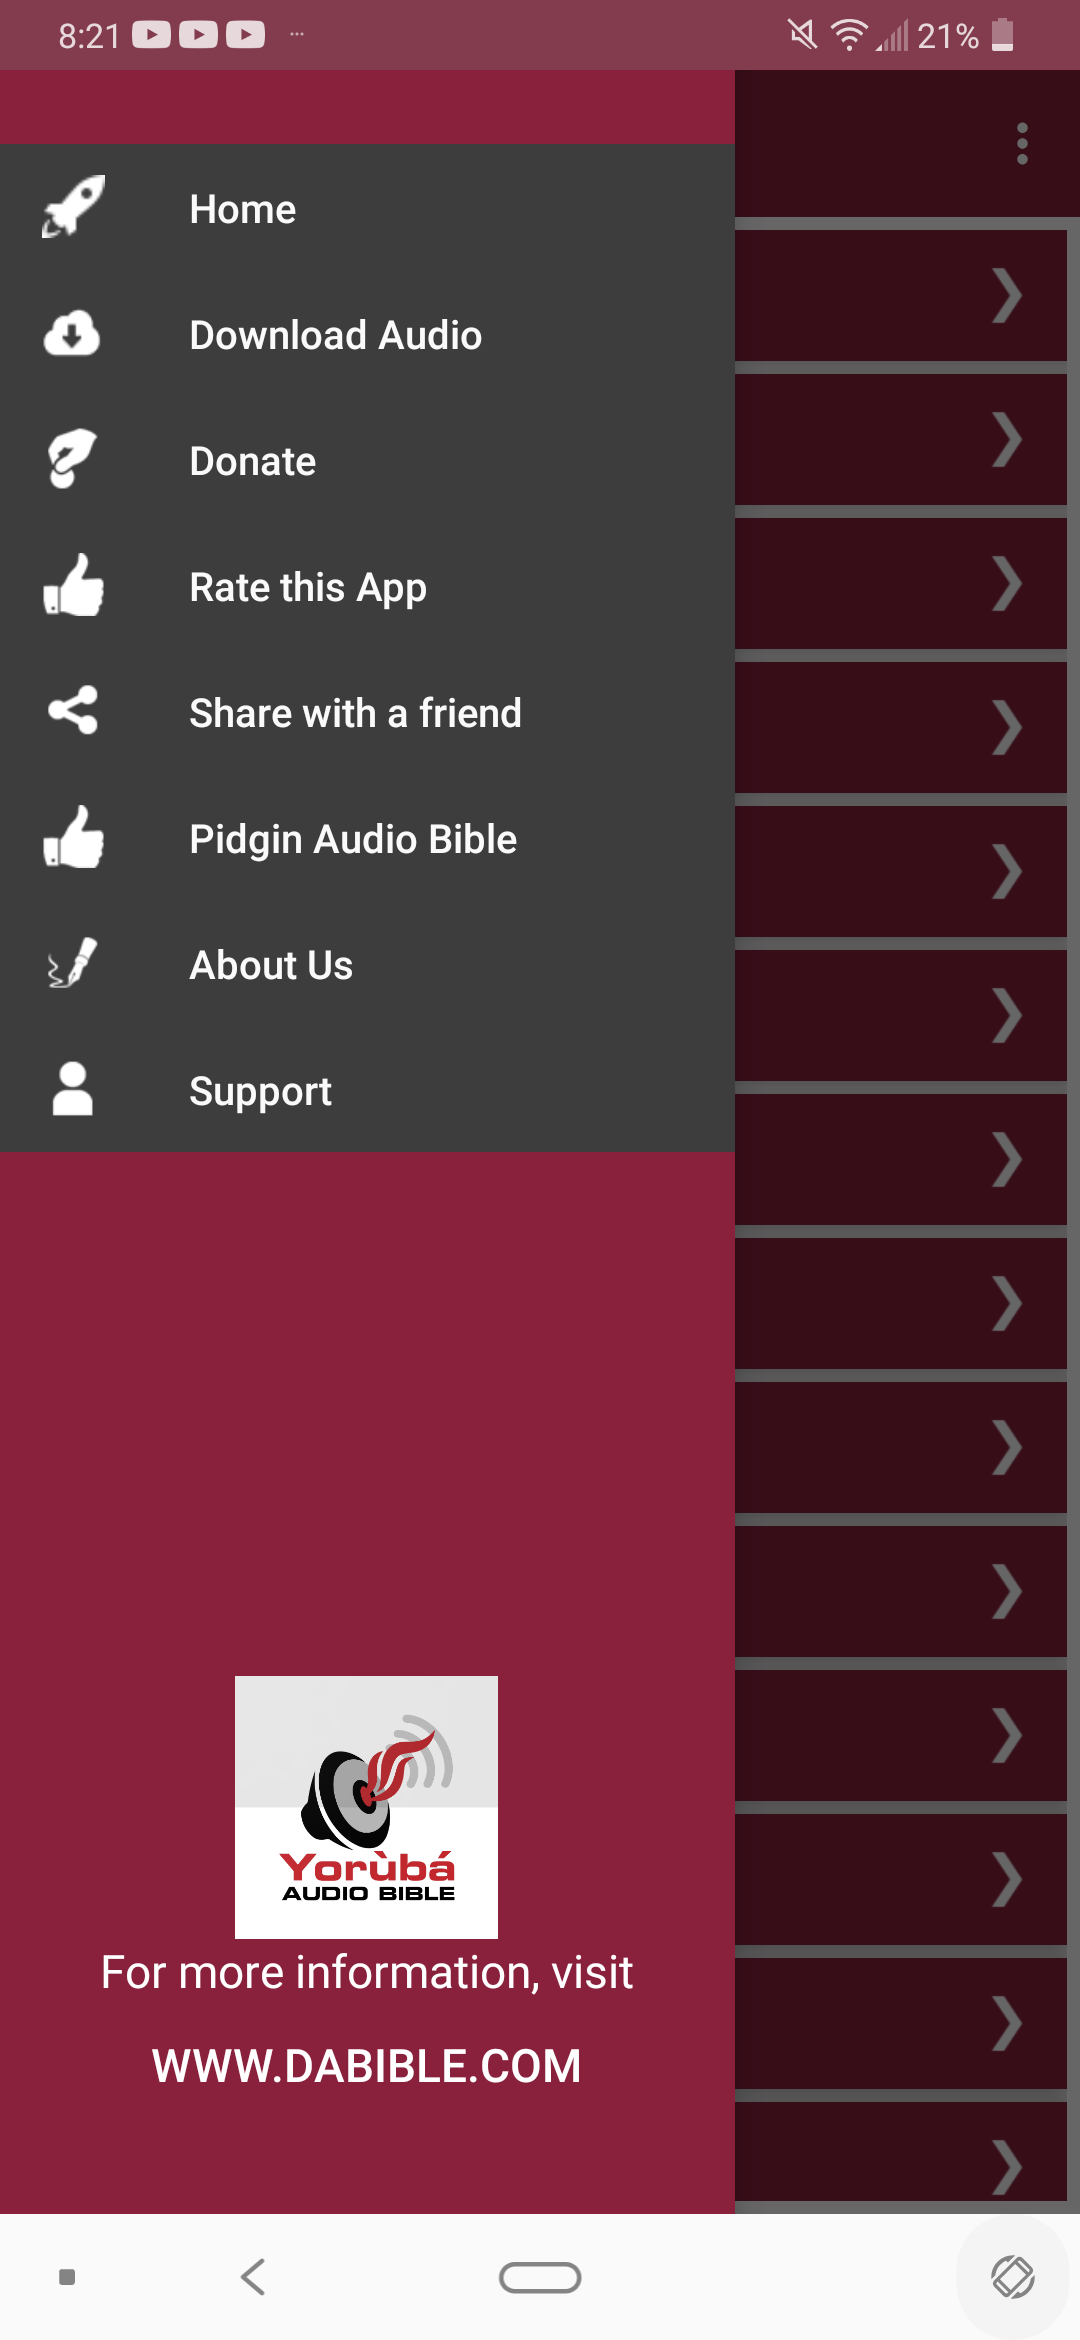 8:21
21%
Home
Download Audio
Donate
Rate this App
Share with a friend
Pidgin Audio Bible
About Us
Support
Yorùbá
AUDIO BIBLE
For more information, visit
WWW.DABIBLE.COM